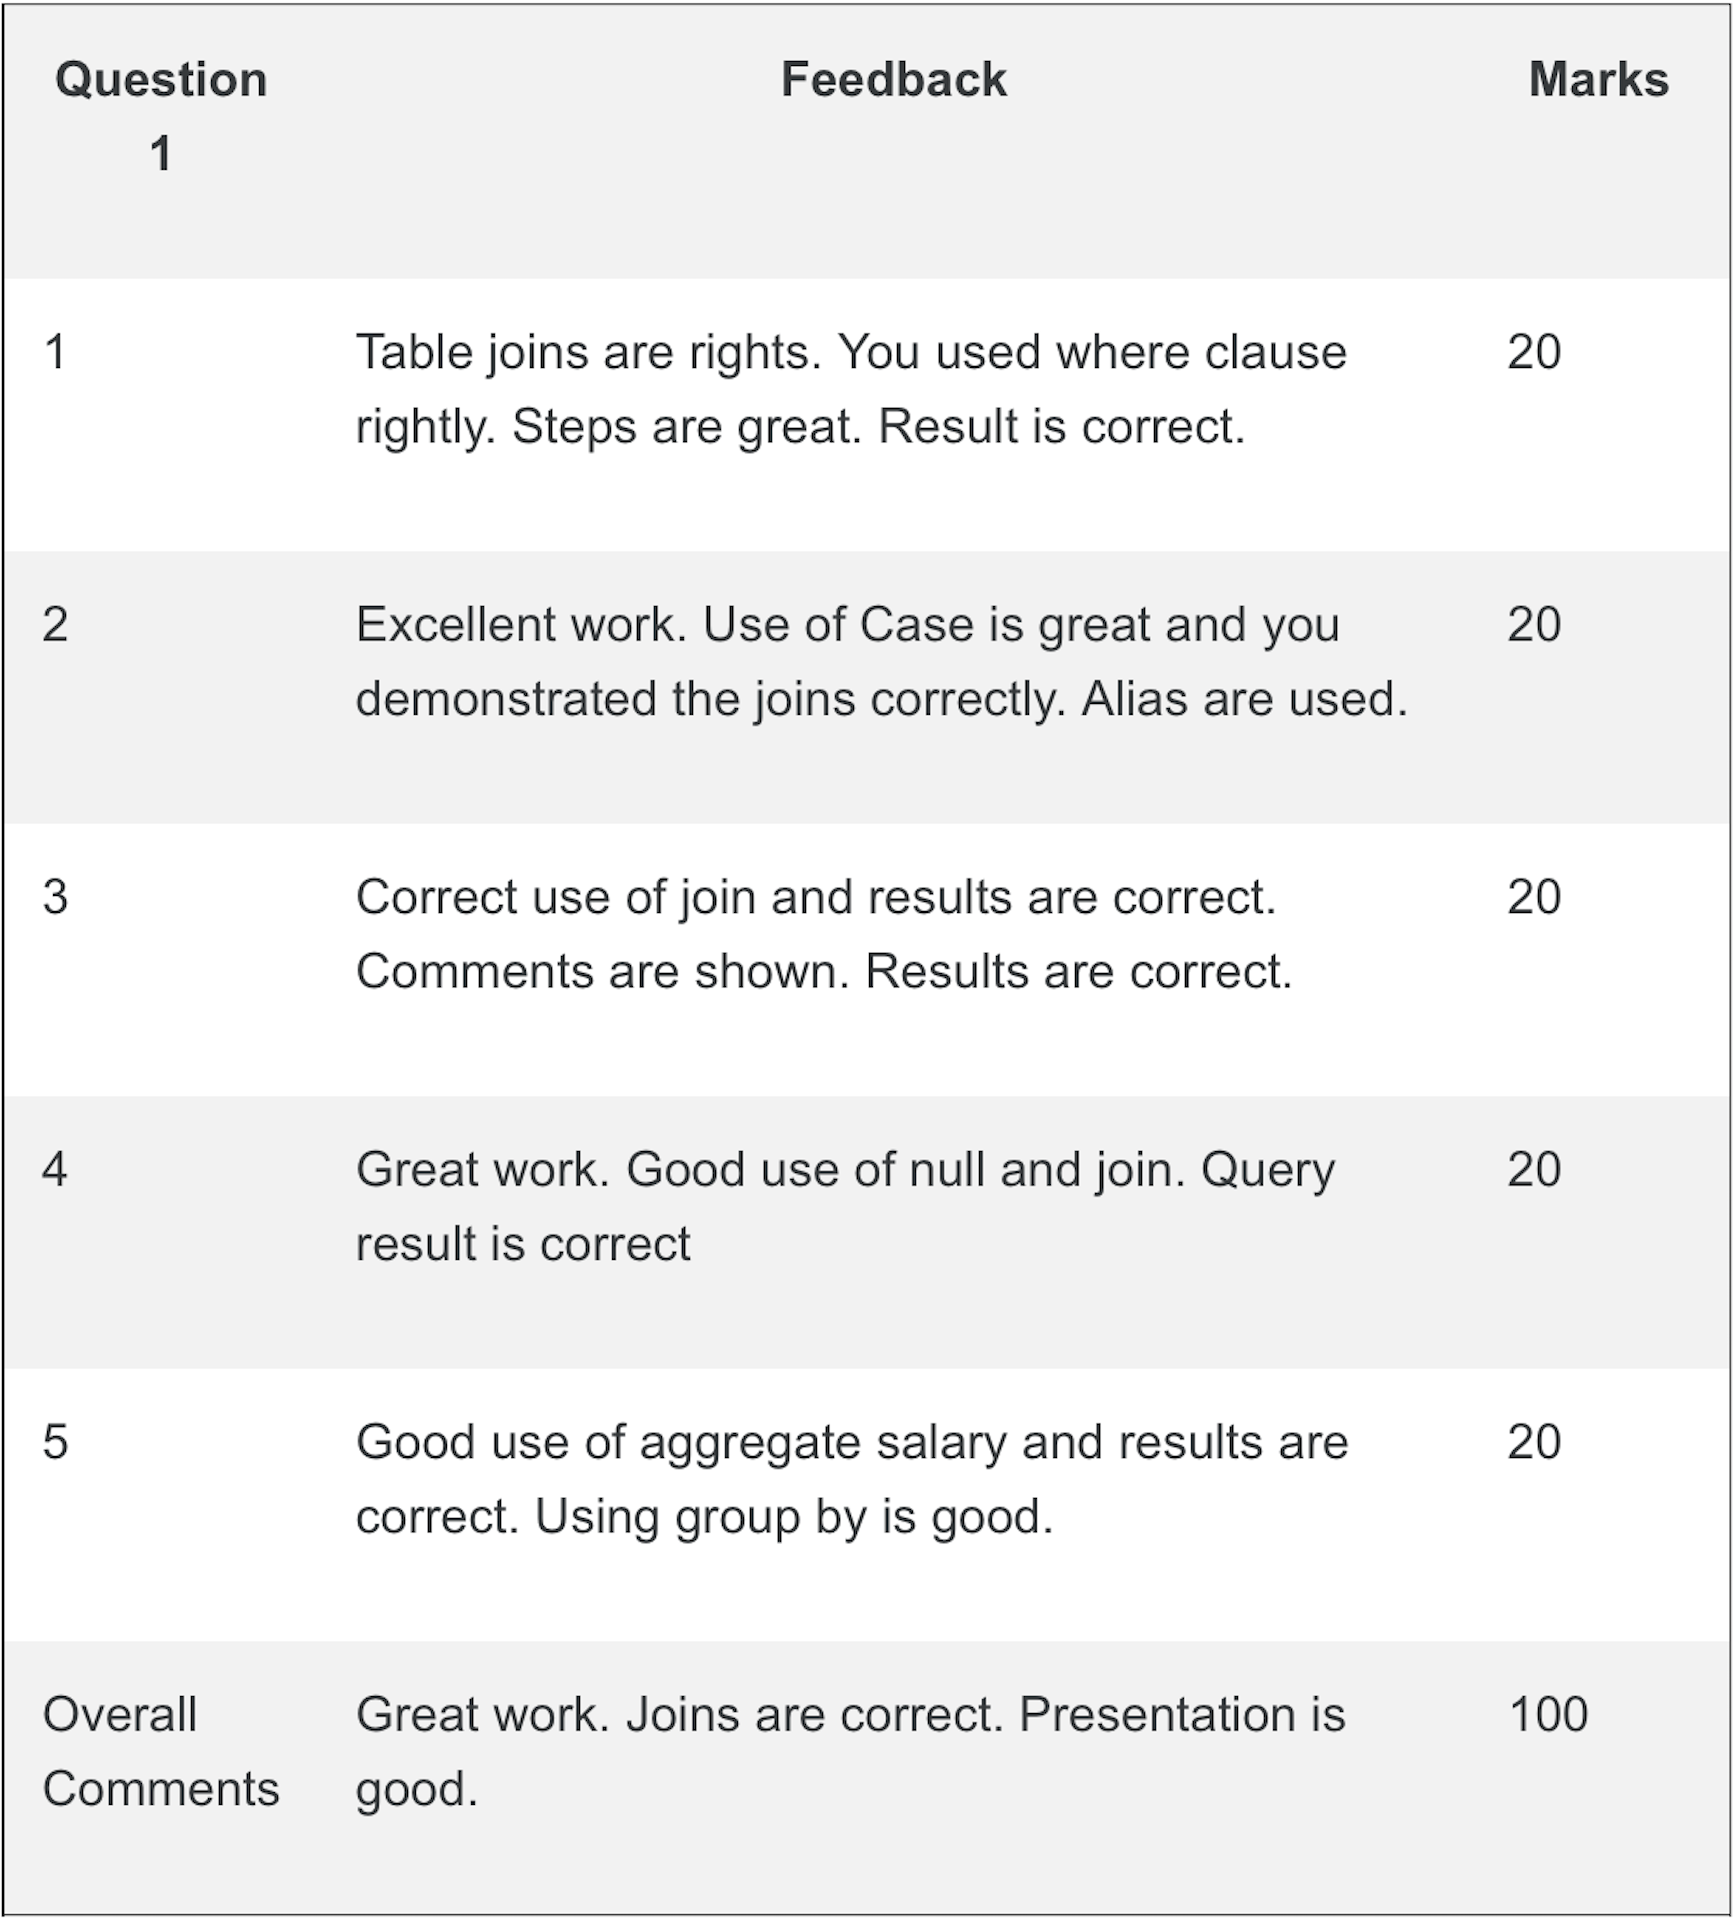 Question
1
Feedback
Marks
1
Table joins are rights. You used where clause
rightly. Steps are great. Result is correct.
20
2
Excellent work. Use of Case is great and you
demonstrated the joins correctly. Alias are used.
20
3
Correct use of join and results are correct.
Comments are shown. Results are correct.
20
4
Great work. Good use of null and join. Query
result is correct
20
5
Good use of aggregate salary and results are
correct. Using group by is good.
20
Overall
Comments
Great work. Joins are correct. Presentation is
good.
100